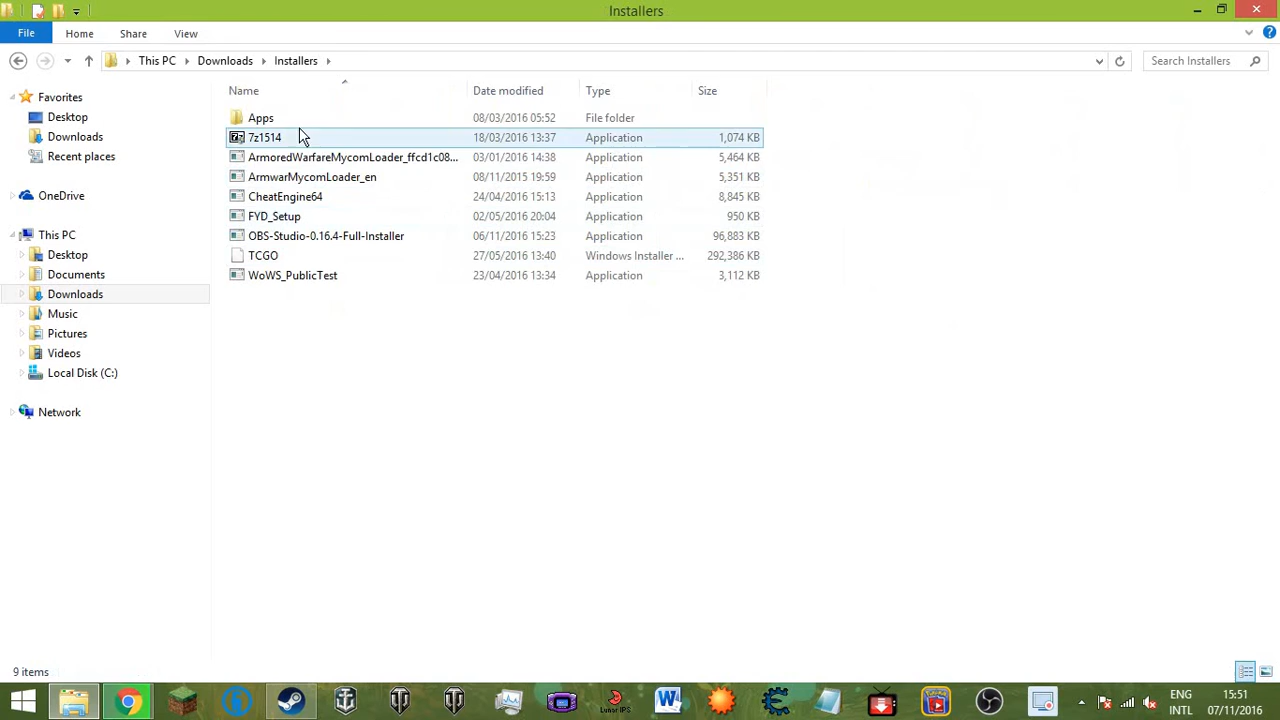 Installers
File Home Share View
This PC Downloads Installers Search Installers
Name Date modified Type Size
Favorites
Desktop
Downloads
Recent places
OneDrive
This PC
Desktop
Documents
Downloads
Music
Pictures
Videos
Local Disk (C:)
Network
Apps 08/03/2016 05:52 File folder
7z1514 18/03/2016 13:37 Application 1,074 KB
ArmoredWarfareMycomLoader_ffcd1c08... 03/01/2016 14:38 Application 5,464 KB
ArmwarMycomLoader_en 08/11/2015 19:59 Application 5,351 KB
CheatEngine64 24/04/2016 15:13 Application 8,845 KB
FYD_Setup 02/05/2016 20:04 Application 950 KB
OBS-Studio-0.16.4-Full-Installer 06/11/2016 15:23 Application 96,883 KB
TCGO 27/05/2016 13:40 Windows Installer ... 292,386 KB
WoWS_PublicTest 23/04/2016 13:34 Application 3,112 KB
9 items
Lunar IPS
ENG 15:51
INTL 07/11/2016